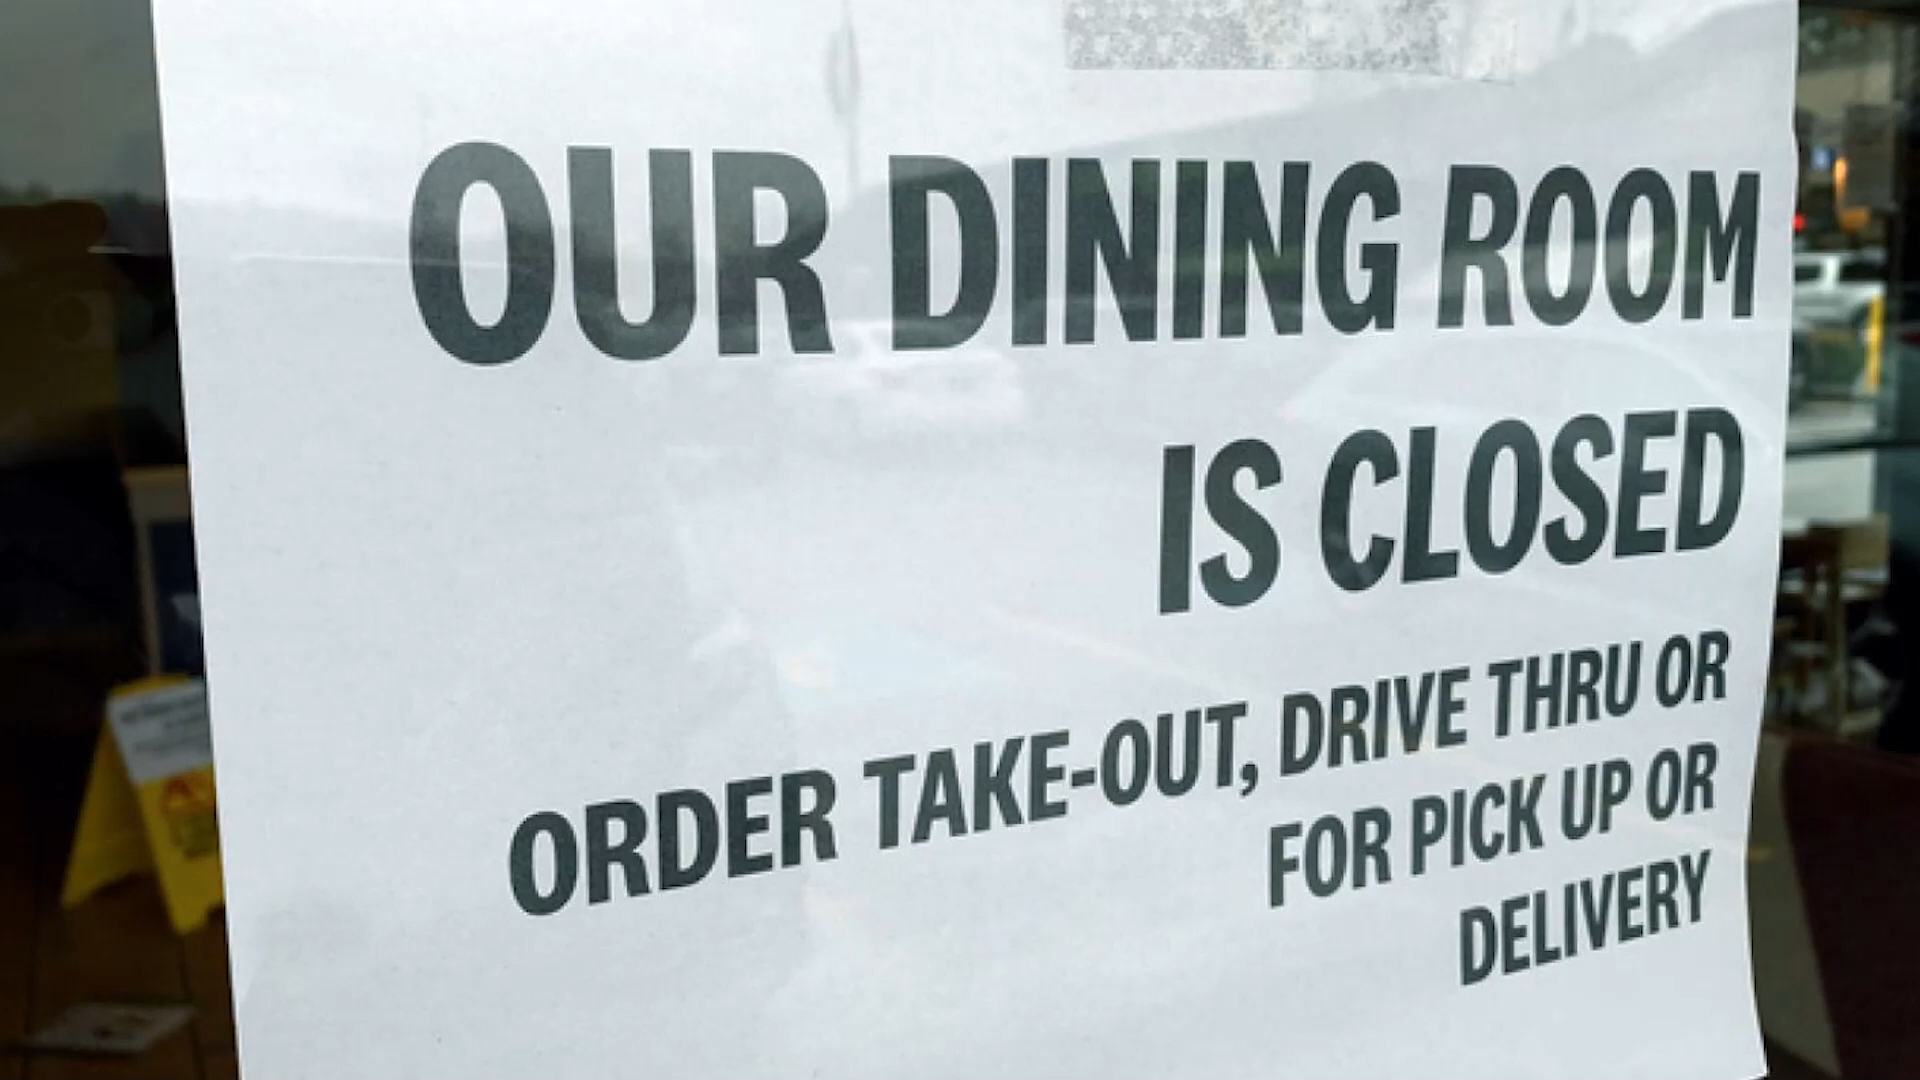 OUR DINING ROOM
IS CLOSED
ORDER TAKE-OUT, DRIVE THRU OR
FOR PICK UP OR
DELIVERY